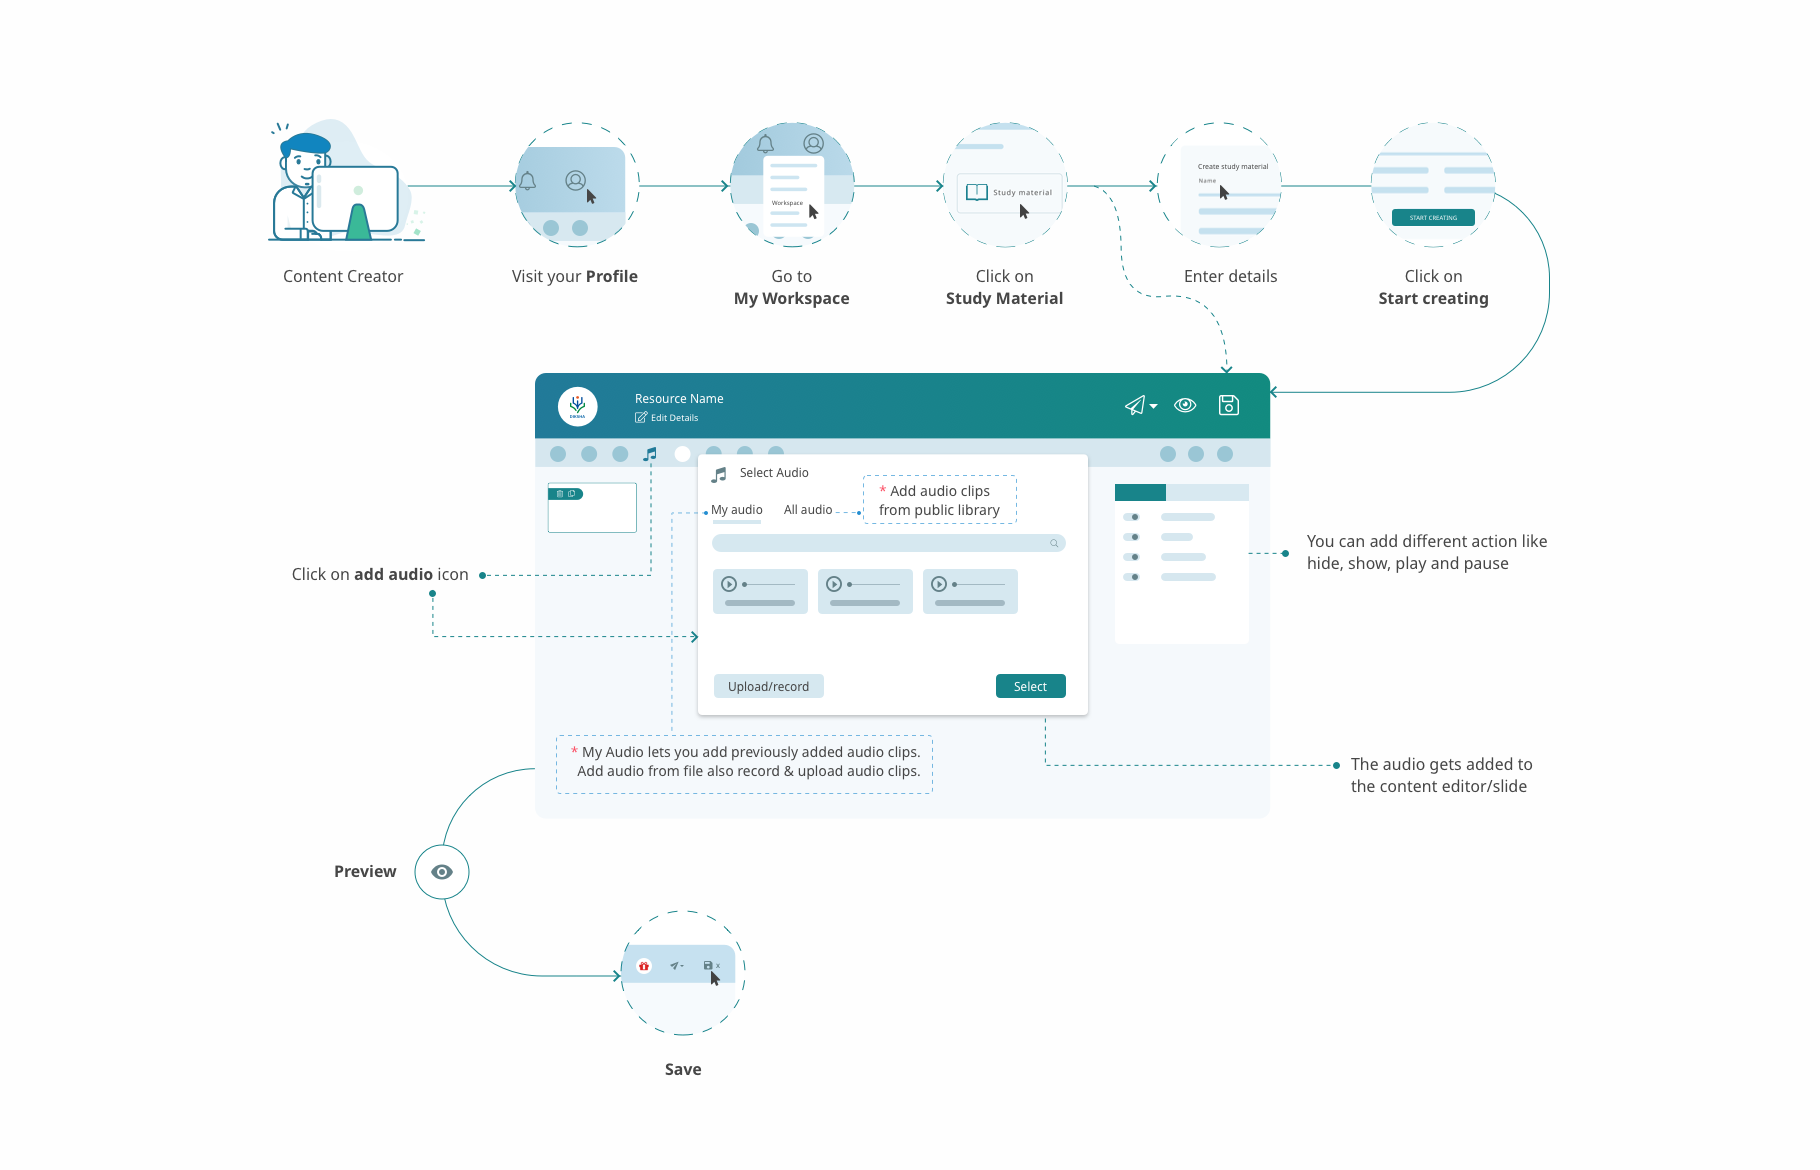 Content Creator
Visit your Profile
Workspace
Go to
My Workspace
Study material
Click on
Study Material
Create study material
Name
Enter details
START CREATING
Click on
Start creating
DIKSHA
Resource Name
Edit Details
Select Audio
My audio
All audio
* Add audio clips
from public library
Upload/record
Select
Click on add audio icon
You can add different action like
hide, show, play and pause
* My Audio lets you add previously added audio clips.
Add audio from file also record & upload audio clips.
The audio gets added to
the content editor/slide
Preview
x
Save